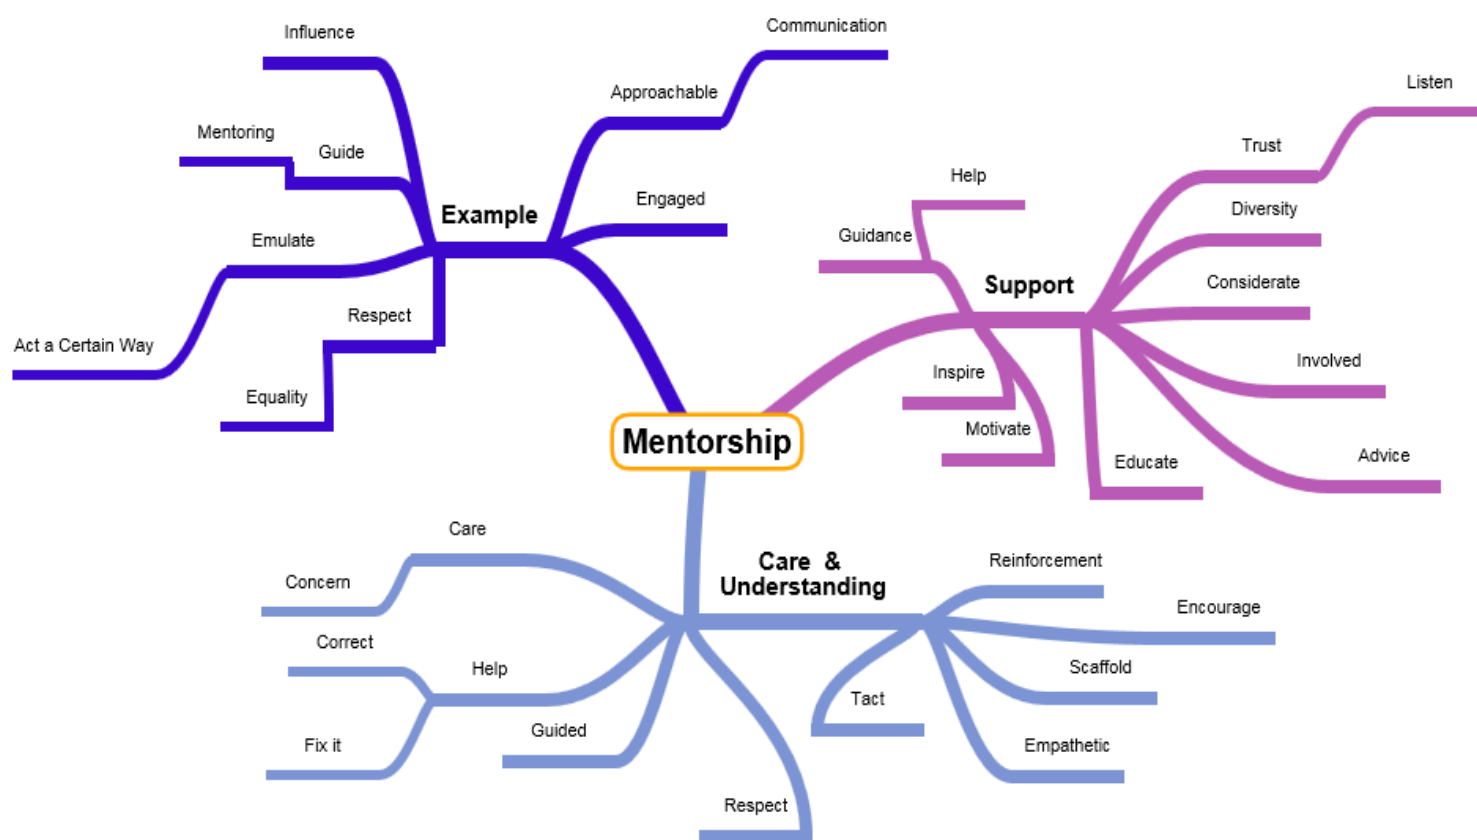 Influence
Communication
Approachable
Mentoring
Guide
Engaged
Example
Emulate
Respect
Act a Certain Way
Equality
Listen
Trust
Help
Diversity
Guidance
Support
Considerate
Inspire
Involved
Motivate
Educate
Advice
Mentorship
Care
Concern
Correct
Help
Fix it
Guided
Respect
Care & 
Understanding
Reinforcement
Encourage
Scaffold
Tact
Empathetic